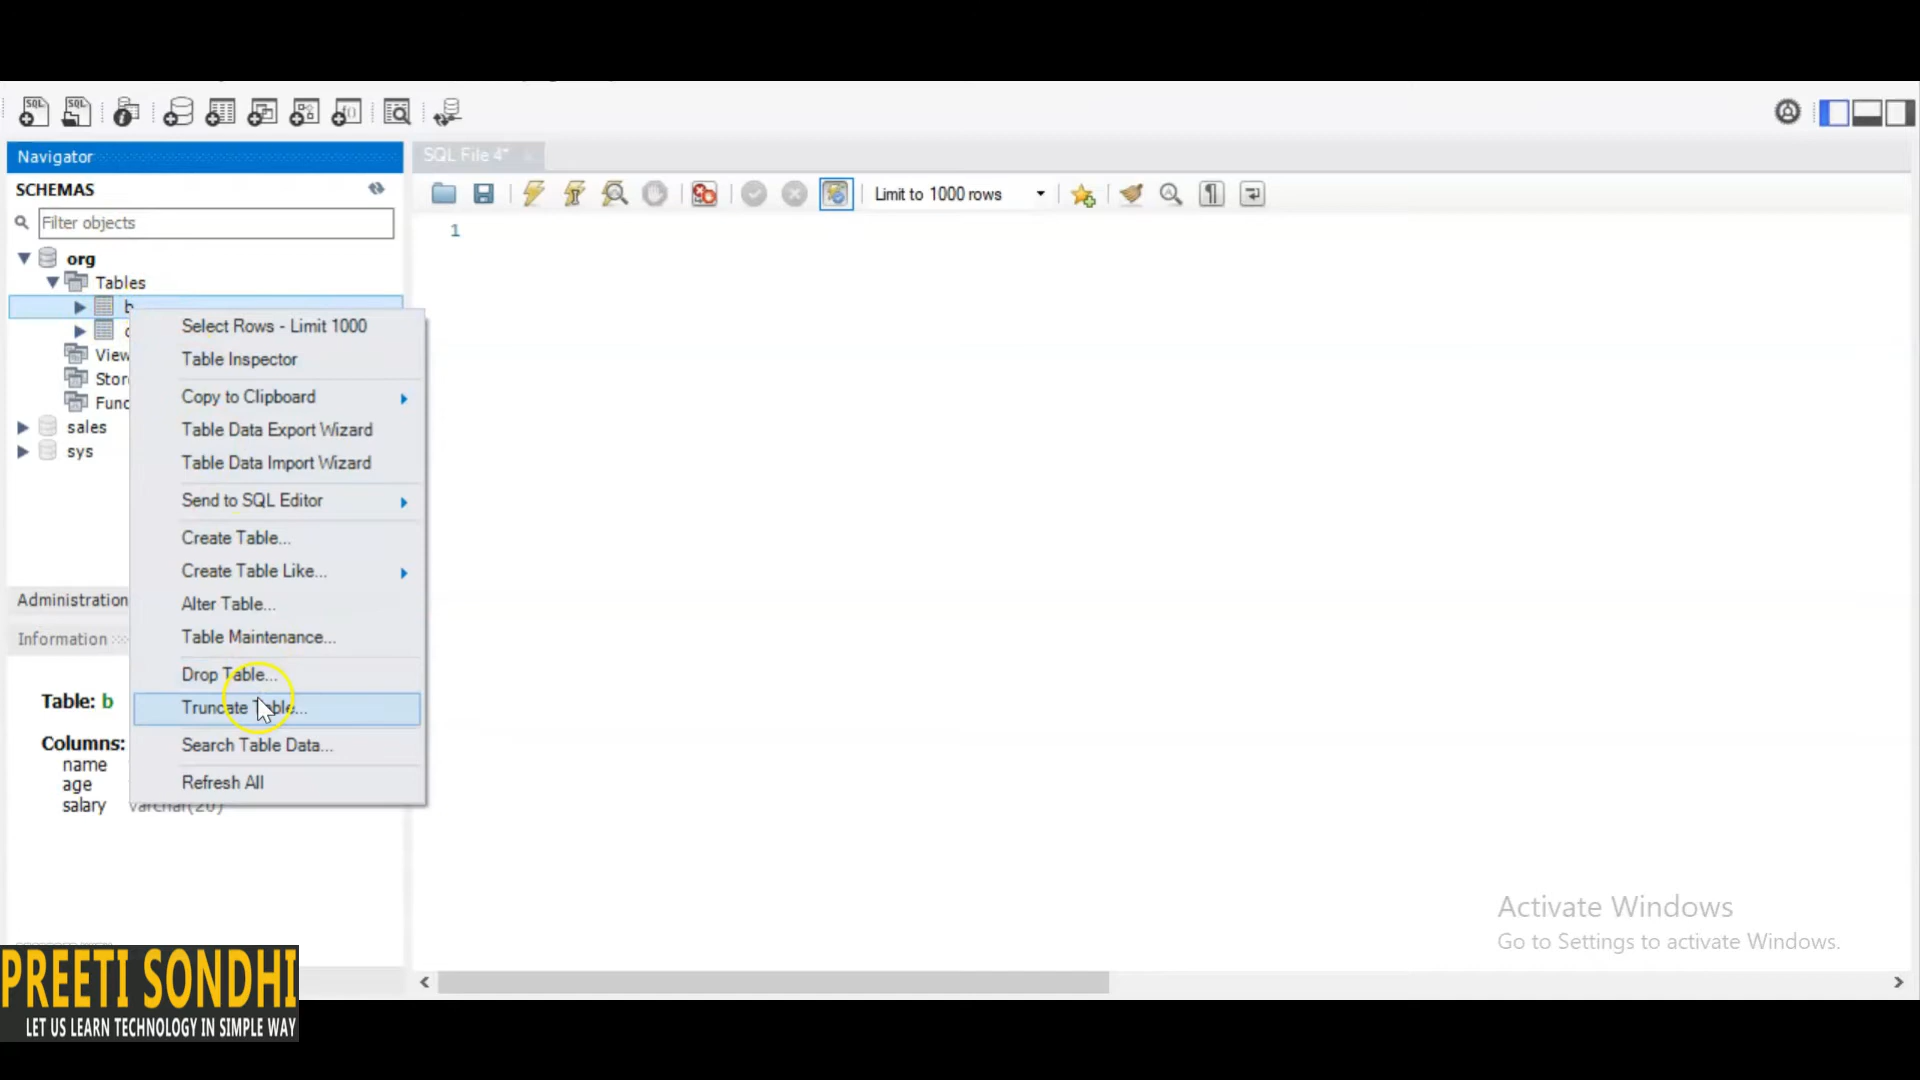 Navigator
SQL File 4*
SCHEMAS
Limit to 1000 rows
Filter objects
1
org
Tables
b
Select Rows - Limit 1000
Table Inspector
View
Copy to Clipboard
Stor
Func
sales
Table Data Export Wizard
sys
Table Data Import Wizard
Send to SQL Editor
Create Table...
Create Table Like...
Administration
Alter Table...
Information
Table Maintenance...
Drop Table...
Table: b
Truncate Table...
Columns:
Search Table Data...
name
age
Refresh All
salary varchar(20)
Activate Windows
Go to Settings to activate Windows.
PREETI SONDHI
LET US LEARN TECHNOLOGY IN SIMPLE WAY